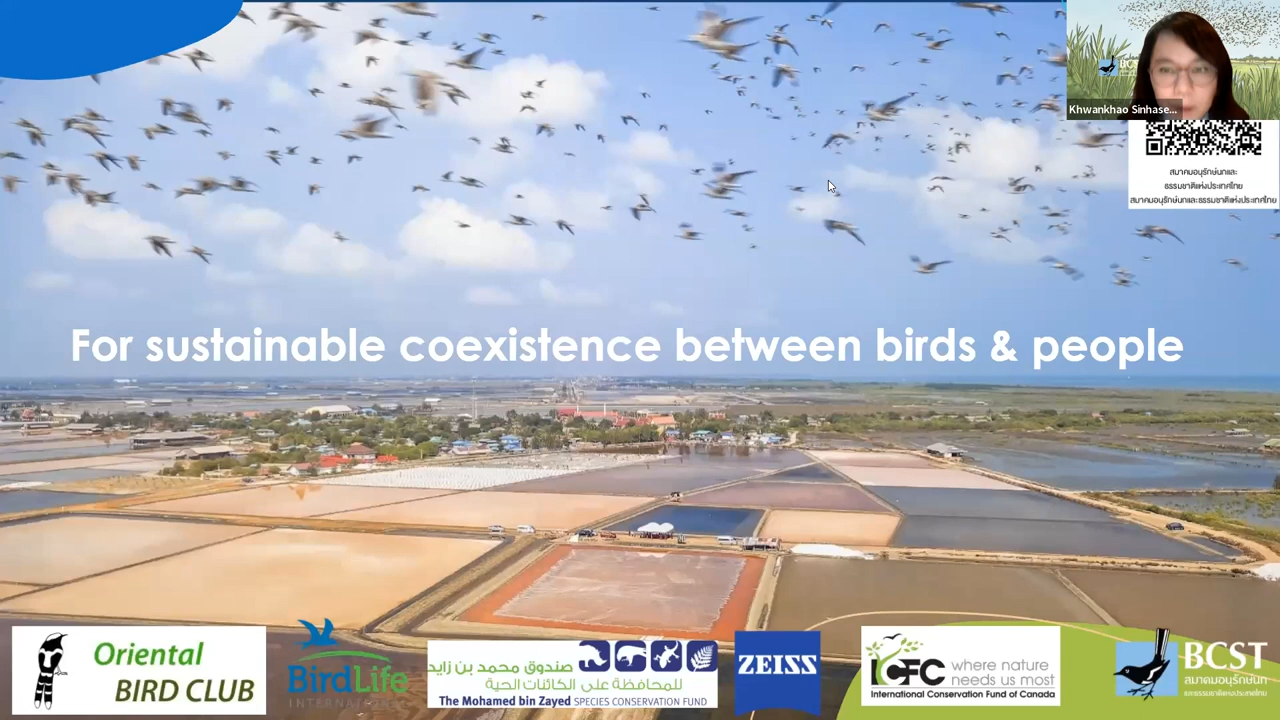 BCST
Khwankhao Sinhase...
สมาคมอนุรักษ์นกและ
ธรรมชาติแห่งประเทศไทย
สมาคมอนุรักษ์นกและธรรมชาติแห่งประเทศไทย
For sustainable coexistence between birds & people
Oriental
BIRD CLUB
BirdLife
INTERNATIONAL
صندوق محمد بن زايد
للمحافظة على الكائنات الحية
The Mohamed bin Zayed SPECIES CONSERVATION FUND
ZEISS
ICFC
where nature
needs us most
International Conservation Fund of Canada
BCST
สมาคมอนุรักษ์นก
และธรรมชาติแห่งประเทศไทย